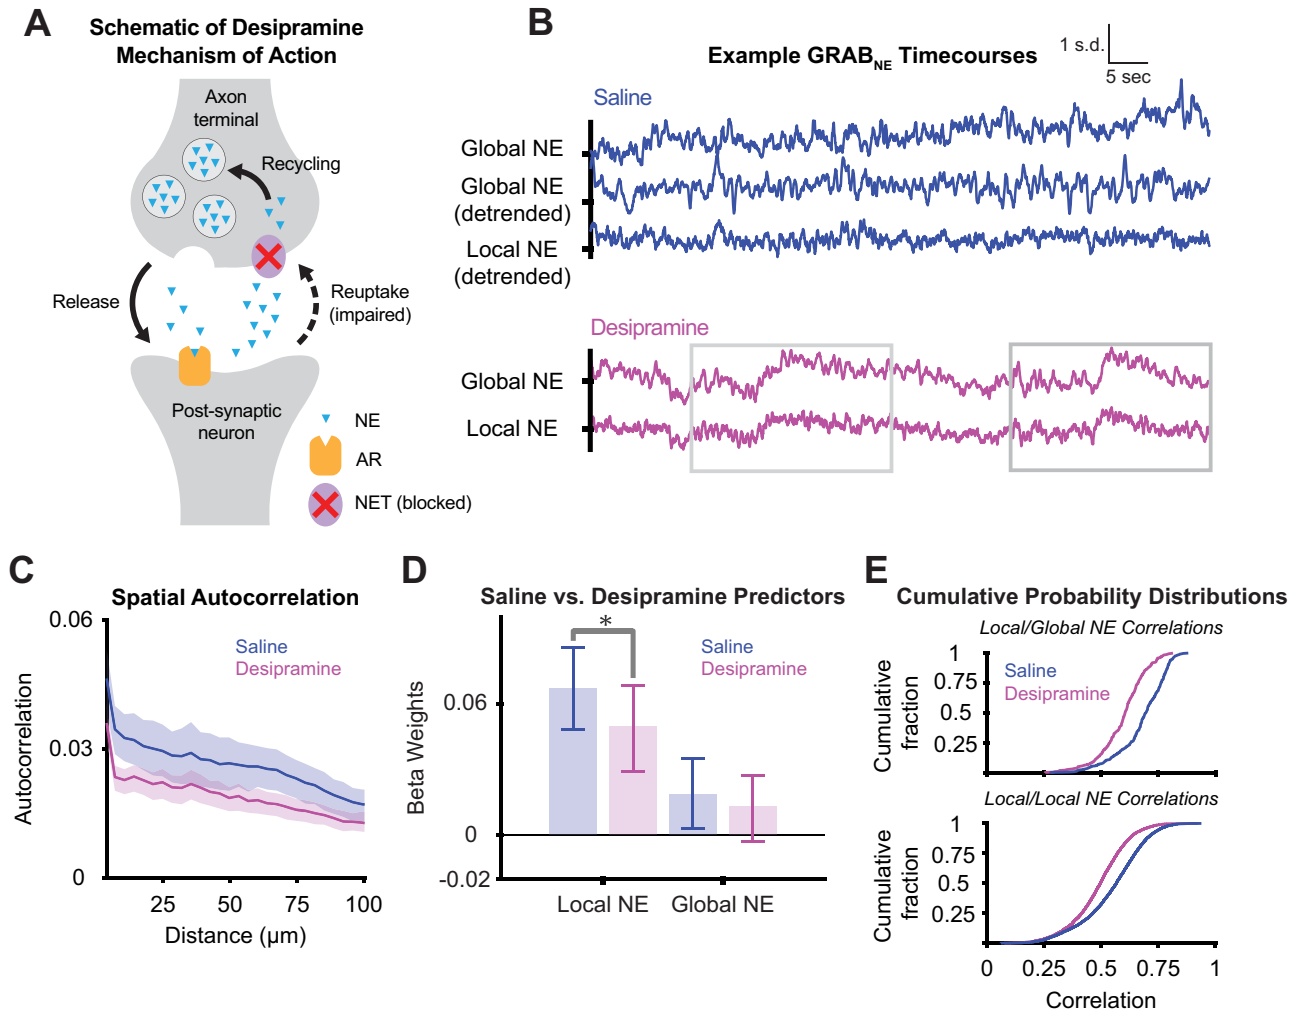 A
Schematic of Desipramine
Mechanism of Action
Axon
terminal
Recycling
Release
Reuptake
(impaired)
Post-synaptic
neuron
NE
AR
NET (blocked)
B
Example GRABNE Timecourses
1 s.d.
5 sec
Saline
Global NE
Global NE
(detrended)
Local NE
(detrended)
Desipramine
Global NE
Local NE
C
Spatial Autocorrelation
0.06
Saline
Desipramine
Autocorrelation
0.03
0
25
50
75
100
Distance (µm)
D
Saline vs. Desipramine Predictors
*
Saline
Desipramine
Beta Weights
0.06
0
-0.02
Local NE
Global NE
E
Cumulative Probability Distributions
Local/Global NE Correlations
Cumulative
fraction
1
0.75
0.5
0.25
Saline
Desipramine
Local/Local NE Correlations
Cumulative
fraction
1
0.75
0.5
0.25
0
0.25
0.5
0.75
1
Correlation